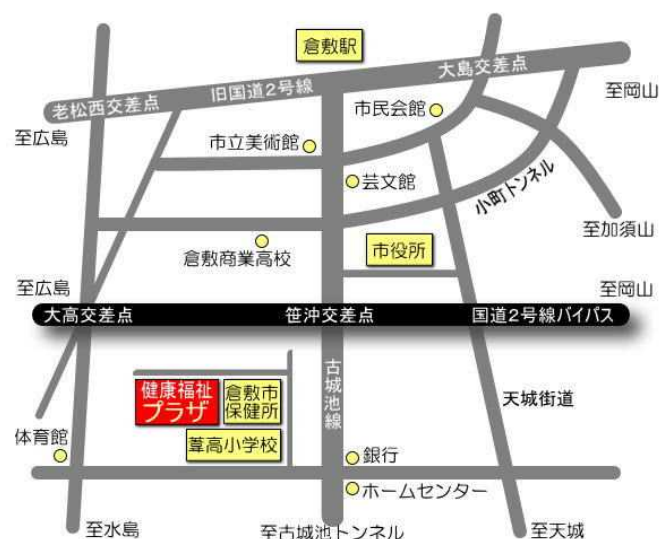 倉敷駅
大島交差点
旧国道2号線
老松西交差点
至岡山
至広島
市民会館
市立美術館
芸文館
小町トンネル
至加須山
市役所
倉敷商業高校
至広島
至岡山
大高交差点
笹沖交差点
国道2号線バイパス
古城池線
健康福祉
プラザ
倉敷市
保健所
天城街道
葦高小学校
体育館
銀行
ホームセンター
至水島
至古城池トンネル
至天城